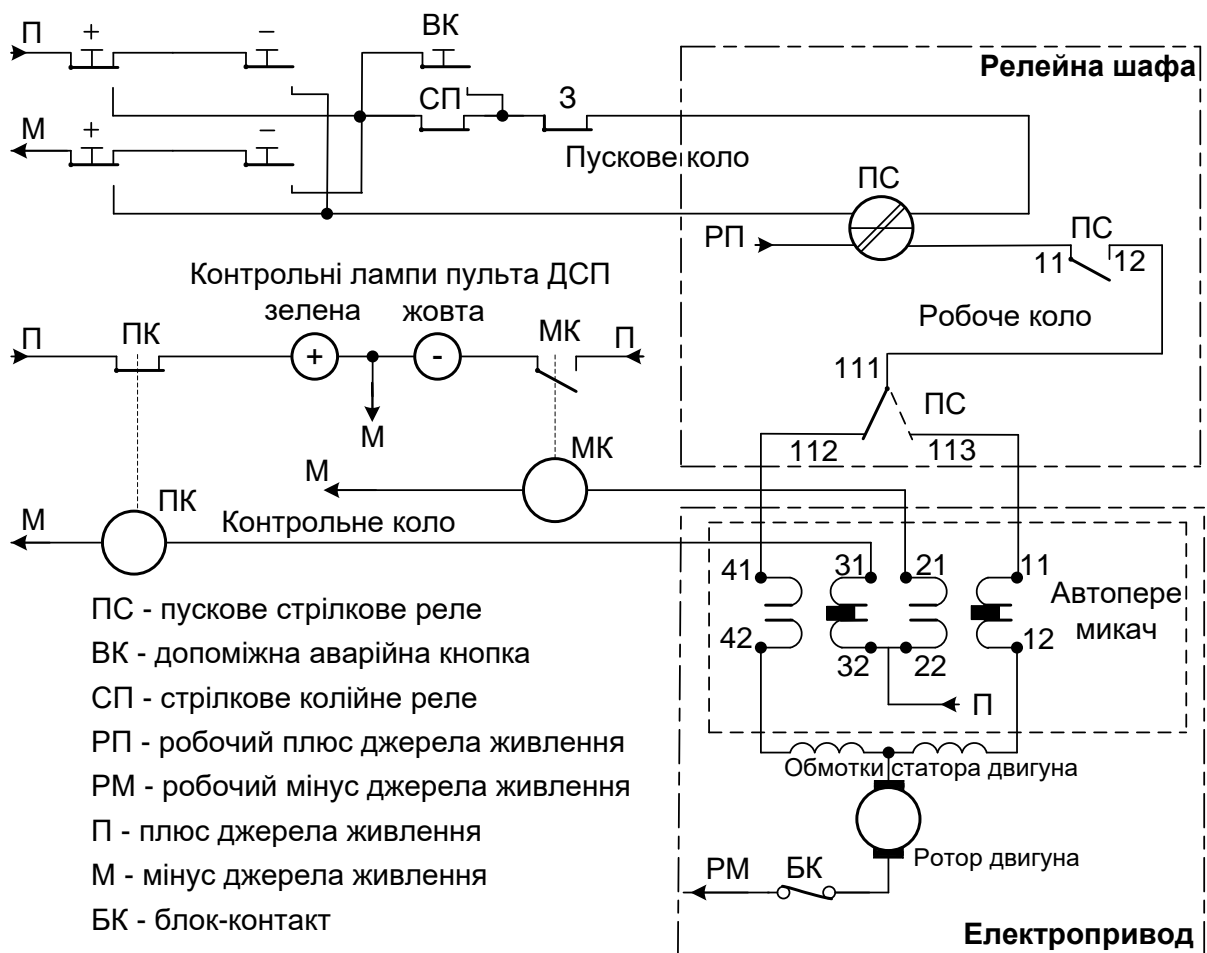 П + – ВК
Релейна шафа
СП З
М + –
Пускове коло
ПС
РП ПС
11 12
Контрольні лампи пульта ДСП
зелена жовта
Робоче коло
П ПК + - МК П
111
ПС
М
112 113
МК
М
ПК
М Контрольне коло
41 31 21 11
Автопере
микач
42 32 22 12
П
ПС - пускове стрілкове реле
ВК - допоміжна аварійна кнопка
СП - стрілкове колійне реле
РП - робочий плюс джерела живлення
РМ - робочий мінус джерела живлення
П - плюс джерела живлення
М - мінус джерела живлення
БК - блок-контакт
Обмотки статора двигуна
Ротор двигуна
РМ БК
Електропривод